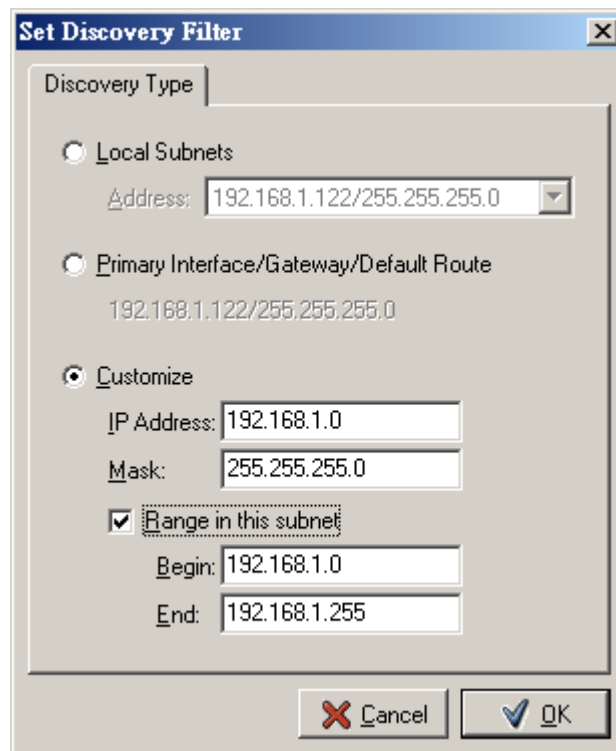 Set Discovery Filter
Discovery Type
Local Subnets
Address: 192.168.1.122/255.255.255.0
Primary Interface/Gateway/Default Route
192.168.1.122/255.255.255.0
Customize
IP Address: 192.168.1.0
Mask: 255.255.255.0
Range in this subnet
Begin: 192.168.1.0
End: 192.168.1.255
Cancel OK